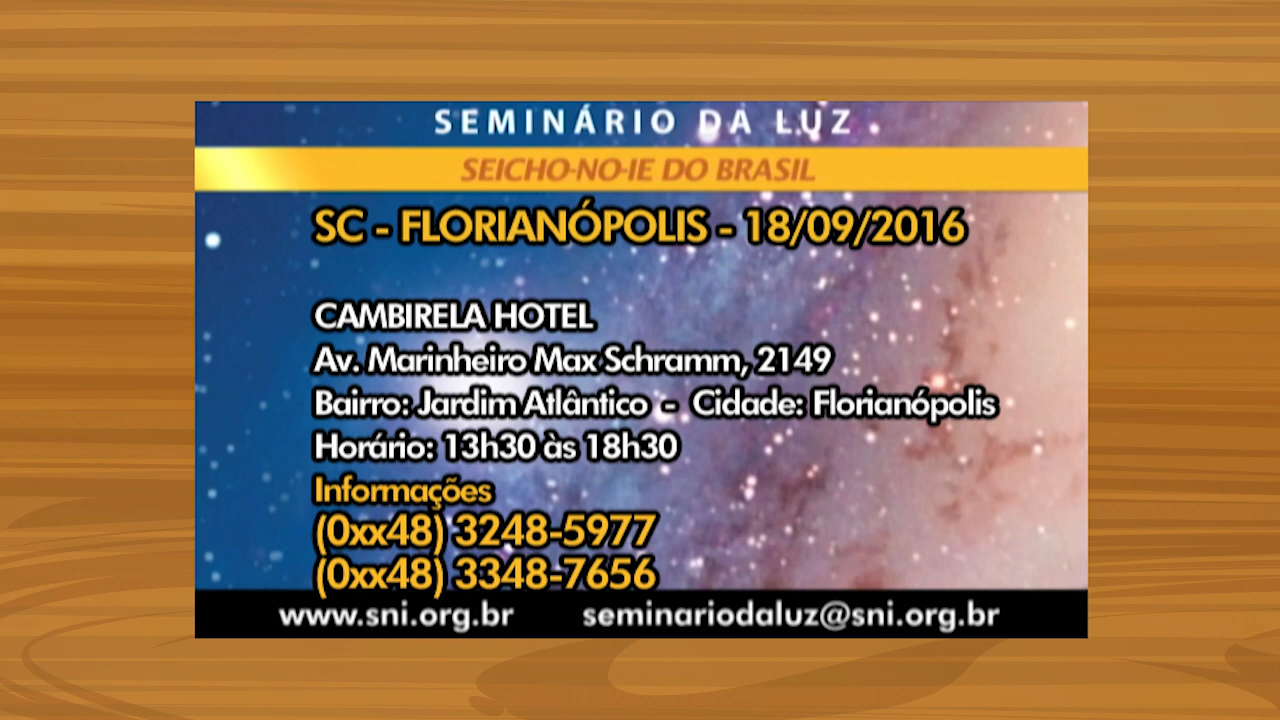 SEMINÁRIO DA LUZ
SEICHO-NO-IE DO BRASIL
SC - FLORIANÓPOLIS - 18/09/2016
CAMBIRELA HOTEL
Av. Marinheiro Max Schramm, 2149
Bairro: Jardim Atlântico - Cidade: Florianópolis
Horário: 13h30 às 18h30
Informações
(0xx48) 3248-5977
(0xx48) 3348-7656
www.sni.org.br seminariodaluz@sni.org.br